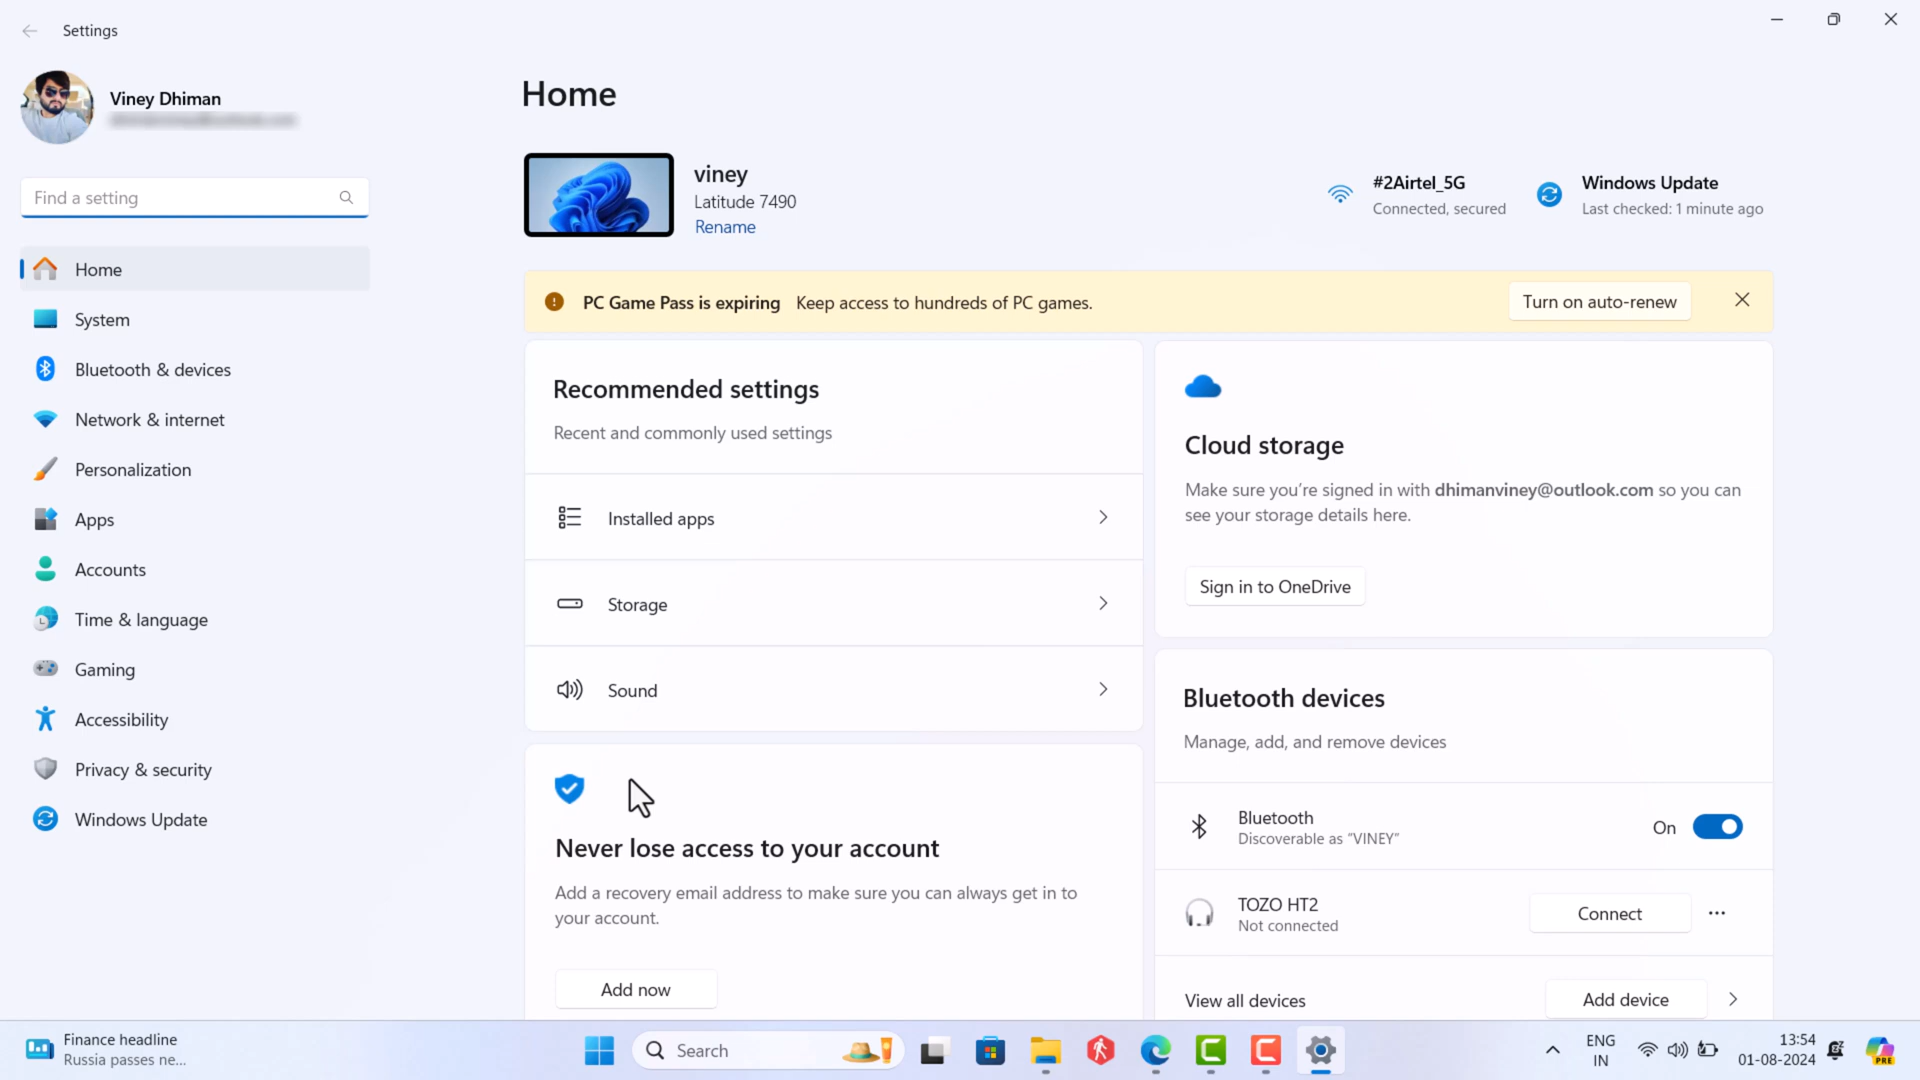 Settings
Viney Dhiman
Find a setting
Home
System
Bluetooth & devices
Network & internet
Personalization
Apps
Accounts
Time & language
Gaming
Accessibility
Privacy & security
Windows Update
Home
viney
Latitude 7490
Rename
#2Airtel_5G
Connected, secured
Windows Update
Last checked: 1 minute ago
PC Game Pass is expiring Keep access to hundreds of PC games.
Turn on auto-renew
Recommended settings
Recent and commonly used settings
Installed apps
Storage
Sound
Never lose access to your account
Add a recovery email address to make sure you can always get in to
your account.
Add now
Cloud storage
Make sure you're signed in with dhimanviney@outlook.com so you can
see your storage details here.
Sign in to OneDrive
Bluetooth devices
Manage, add, and remove devices
Bluetooth
Discoverable as "VINEY"
On
TOZO HT2
Not connected
Connect
View all devices
Add device
Finance headline
Russia passes ne...
Search
ENG
IN
13:54
01-08-2024
PRE